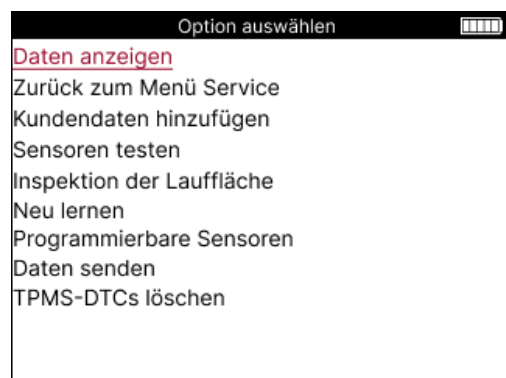 Option auswählen
Daten anzeigen
Zurück zum Menü Service
Kundendaten hinzufügen
Sensoren testen
Inspektion der Lauffläche
Neu lernen
Programmierbare Sensoren
Daten senden
TPMS-DTCs löschen